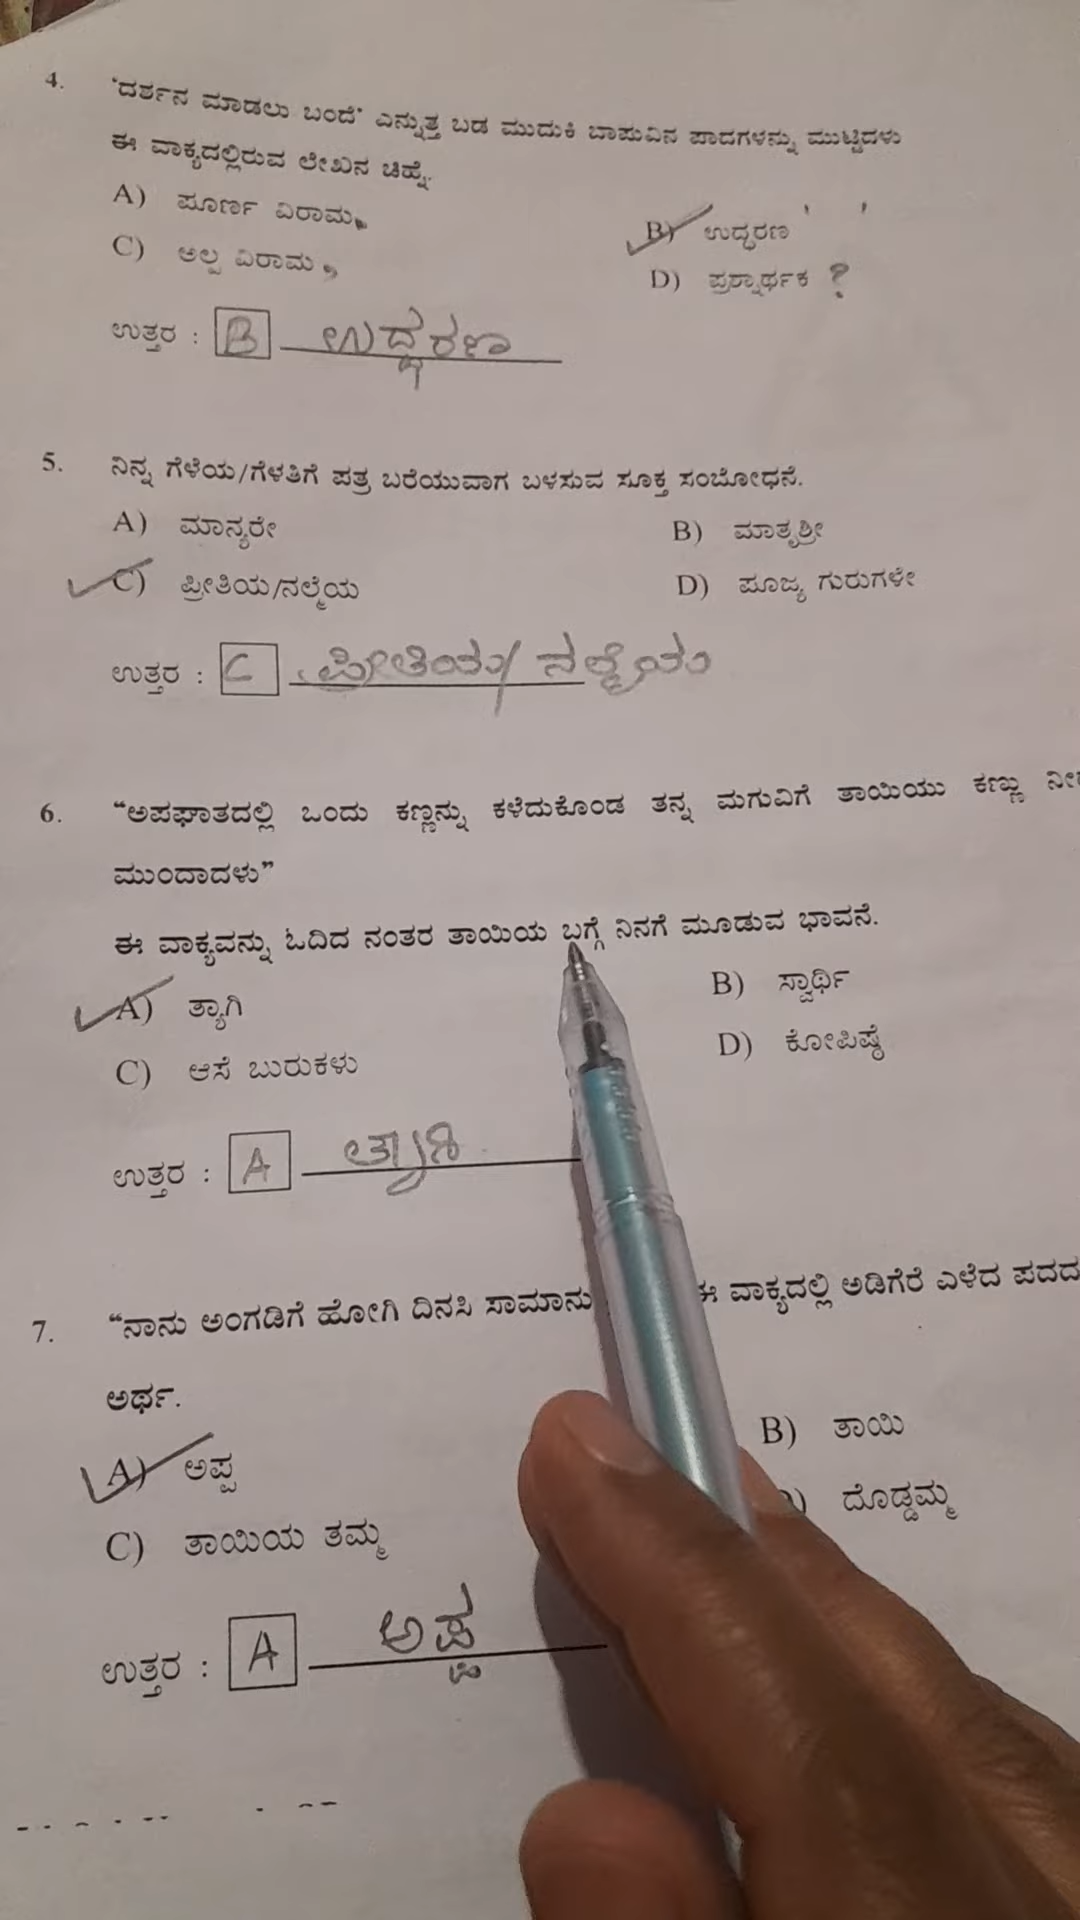 4. 'ದರ್ಶನ ಮಾಡಲು ಬಂದೆ' ಎನ್ನುತ್ತ ಬಡ ಮುದುಕಿ ಬಾಪುವಿನ ಪಾದಗಳನ್ನು ಮುಟ್ಟಿದಳು
ಈ ವಾಕ್ಯದಲ್ಲಿರುವ ಲೇಖನ ಚಿಹ್ನೆ.
A) ಪೂರ್ಣ ವಿರಾಮ . B) ಉದ್ಧರಣ ' '
C) ಅಲ್ಪ ವಿರಾಮ , D) ಪ್ರಶ್ನಾರ್ಥಕ ?
ಉತ್ತರ : B ಉದ್ಧರಣ
5. ನಿನ್ನ ಗೆಳೆಯ/ಗೆಳತಿಗೆ ಪತ್ರ ಬರೆಯುವಾಗ ಬಳಸುವ ಸೂಕ್ತ ಸಂಬೋಧನೆ.
A) ಮಾನ್ಯರೇ B) ಮಾತೃಶ್ರೀ
C) ಪ್ರೀತಿಯ/ನಲ್ಮೆಯ D) ಪೂಜ್ಯ ಗುರುಗಳೇ
ಉತ್ತರ : C ಪ್ರೀತಿಯ/ ನಲ್ಮೆಯ
6. "ಅಪಘಾತದಲ್ಲಿ ಒಂದು ಕಣ್ಣನ್ನು ಕಳೆದುಕೊಂಡ ತನ್ನ ಮಗುವಿಗೆ ತಾಯಿಯು ಕಣ್ಣು
ಮುಂದಾದಳು"
ಈ ವಾಕ್ಯವನ್ನು ಓದಿದ ನಂತರ ತಾಯಿಯ ಬಗ್ಗೆ ನಿನಗೆ ಮೂಡುವ ಭಾವನೆ.
A) ತ್ಯಾಗಿ B) ಸ್ವಾರ್ಥಿ
C) ಆಸೆ ಬುರುಕಳು D) ಕೋಪಿಷ್ಠೆ
ಉತ್ತರ : A ತ್ಯಾಗಿ
7. "ನಾನು ಅಂಗಡಿಗೆ ಹೋಗಿ ದಿನಸಿ ಸಾಮಾನು ಈ ವಾಕ್ಯದಲ್ಲಿ ಅಡಿಗೆರೆ ಎಳೆದ ಪದದ
ಅರ್ಥ.
A) ಅಪ್ಪ B) ತಾಯಿ
C) ತಾಯಿಯ ತಮ್ಮ ದೊಡ್ಡಮ್ಮ
ಉತ್ತರ : A ಅಪ್ಪ